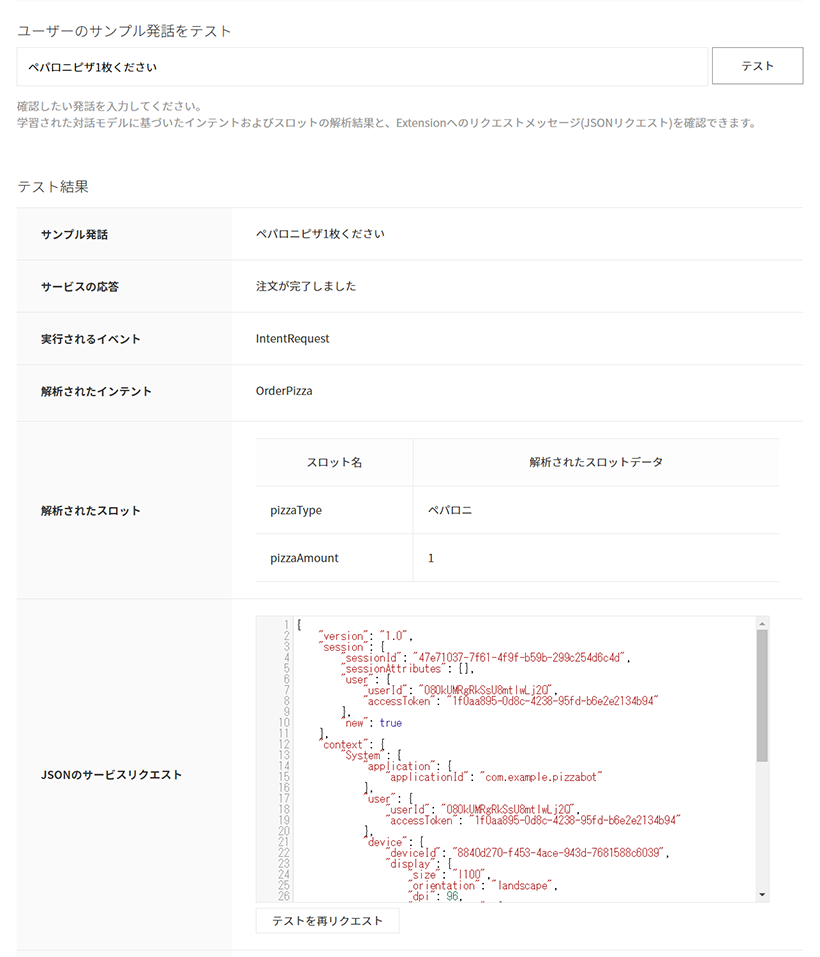 ユーザーのサンプル発話をテスト
ペパロニピザ1枚ください
テスト
確認したい発話を入力してください。
学習された対話モデルに基づいたインテントおよびスロットの解析結果と、Extensionへのリクエストメッセージ(JSONリクエスト)を確認できます。
テスト結果
サンプル発話 ペパロニピザ1枚ください
サービスの応答 注文が完了しました
実行されるイベント IntentRequest
解析されたインテント OrderPizza
解析されたスロット
スロット名 解析されたスロットデータ
pizzaType ペパロニ
pizzaAmount 1
JSONのサービスリクエスト
1 {
2 "version": "1.0",
3 "session": {
4 "sessionId": "47e71037-7f61-4f9f-b59b-299c254d6c4d",
5 "sessionAttributes": {},
6 "user": {
7 "userId": "080kUMRgRkSsU8mtlwLj2Q",
8 "accessToken": "1f0aa895-0d8c-4238-95fd-b6e2e2134b94"
9 },
10 "new": true
11 },
12 "context": {
13 "System": {
14 "application": {
15 "applicationId": "com.example.pizzabot"
16 },
17 "user": {
18 "userId": "080kUMRgRkSsU8mtlwLj2Q",
19 "accessToken": "1f0aa895-0d8c-4238-95fd-b6e2e2134b94"
20 },
21 "device": {
22 "deviceId": "8840d270-f453-4ace-943d-7681588c6039",
23 "display": {
24 "size": "l100",
25 "orientation": "landscape",
26 "dpi": 96,
テストを再リクエスト